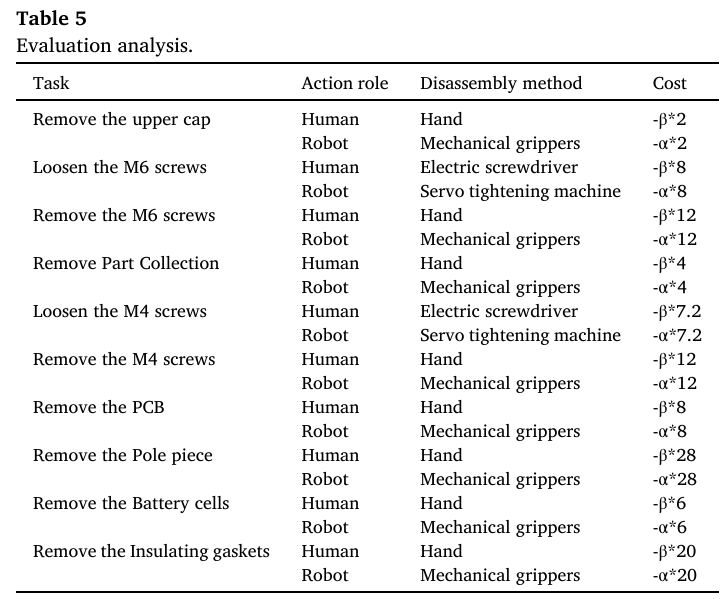 Table 5
Evaluation analysis.
Task Action role Disassembly method Cost
Remove the upper cap Human Hand -β*2
Robot Mechanical grippers -α*2
Loosen the M6 screws Human Electric screwdriver -β*8
Robot Servo tightening machine -α*8
Remove the M6 screws Human Hand -β*12
Robot Mechanical grippers -α*12
Remove Part Collection Human Hand -β*4
Robot Mechanical grippers -α*4
Loosen the M4 screws Human Electric screwdriver -β*7.2
Robot Servo tightening machine -α*7.2
Remove the M4 screws Human Hand -β*12
Robot Mechanical grippers -α*12
Remove the PCB Human Hand -β*8
Robot Mechanical grippers -α*8
Remove the Pole piece Human Hand -β*28
Robot Mechanical grippers -α*28
Remove the Battery cells Human Hand -β*6
Robot Mechanical grippers -α*6
Remove the Insulating gaskets Human Hand -β*20
Robot Mechanical grippers -α*20